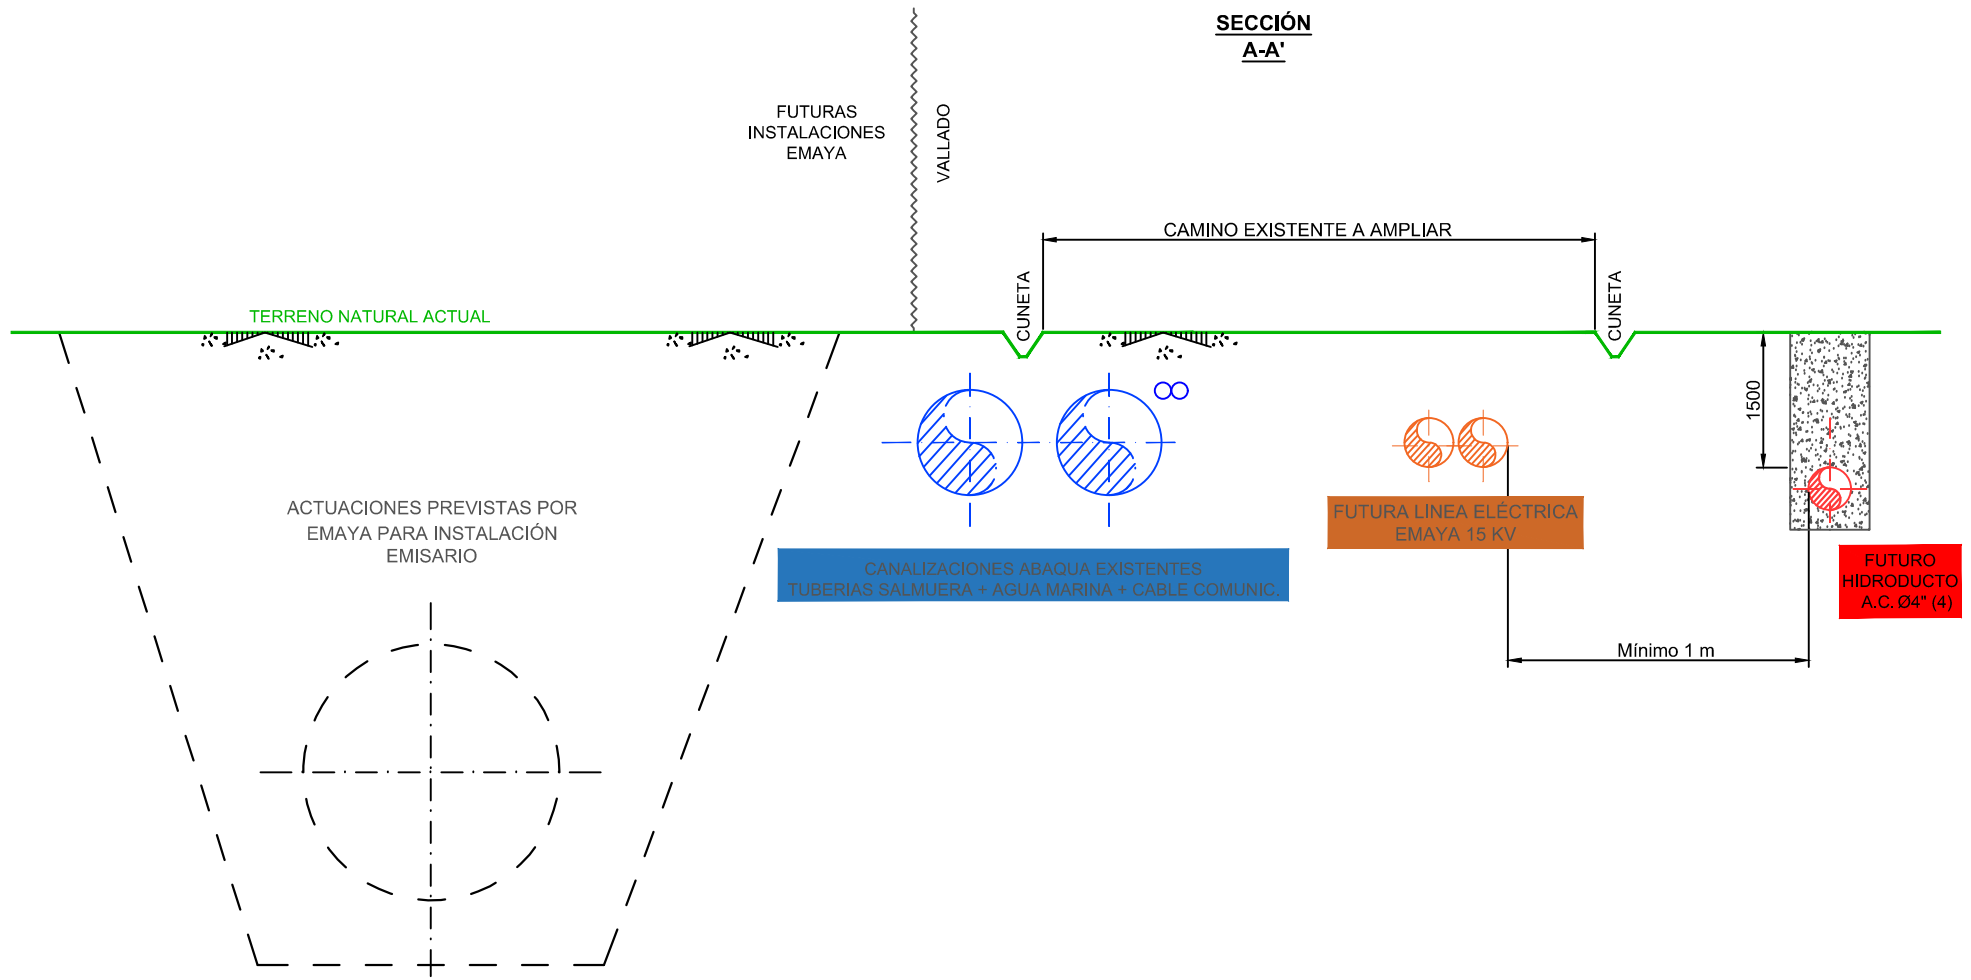 SECCIÓN
A-A'
FUTURAS
INSTALACIONES
EMAYA
VALLADO
CAMINO EXISTENTE A AMPLIAR
CUNETA
CUNETA
TERRENO NATURAL ACTUAL
1500
ACTUACIONES PREVISTAS POR
EMAYA PARA INSTALACIÓN
EMISARIO
CANALIZACIONES ABAQUA EXISTENTES
TUBERIAS SALMUERA + AGUA MARINA + CABLE COMUNIC.
FUTURA LINEA ELÉCTRICA
EMAYA 15 KV
FUTURO
HIDRODUCTO
A.C. Ø4" (4)
Mínimo 1 m